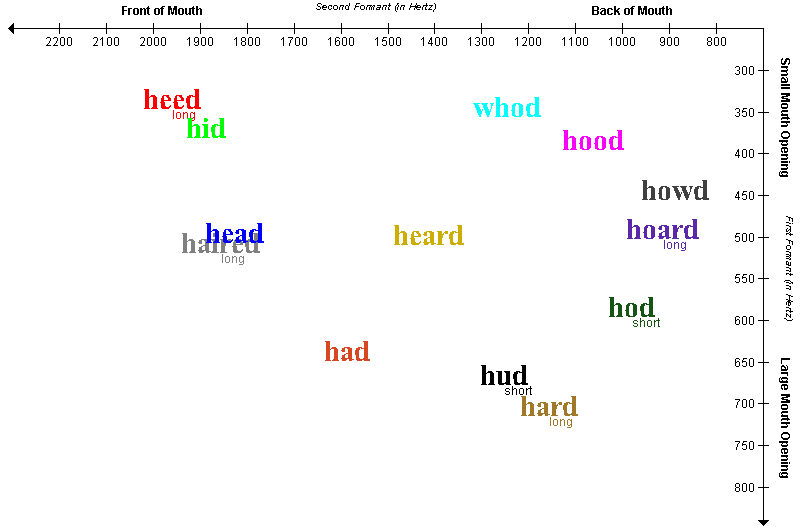 Front of Mouth
Second Formant (in Hertz)
Back of Mouth
2200 2100 2000 1900 1800 1700 1600 1500 1400 1300 1200 1100 1000 900 800
Small Mouth Opening
300
heed
long
hid
whod
350
hood
400
howd
450
First Formant (in Hertz)
head
haired
long
heard
hoard
long
500
550
hod
short
600
had
650
Large Mouth Opening
hud
short
hard
long
700
750
800